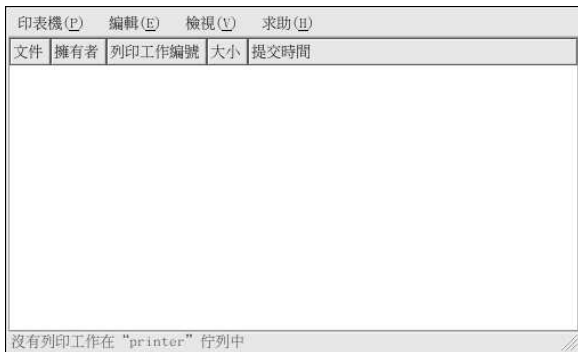 印表機(P) 編輯(E) 檢視(V) 求助(H)
文件 擁有者 列印工作編號 大小 提交時間
沒有列印工作在 “printer” 佇列中